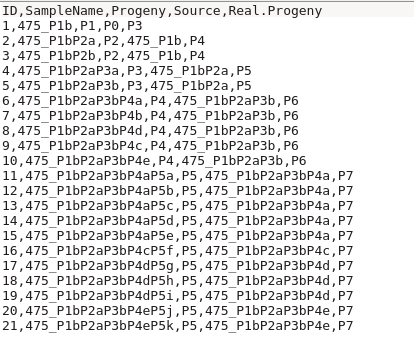 ID,SampleName,Progeny,Source,Real.Progeny
1,475_P1b,P1,P0,P3
2,475_P1bP2a,P2,475_P1b,P4
3,475_P1bP2b,P2,475_P1b,P4
4,475_P1bP2aP3a,P3,475_P1bP2a,P5
5,475_P1bP2aP3b,P3,475_P1bP2a,P5
6,475_P1bP2aP3bP4a,P4,475_P1bP2aP3b,P6
7,475_P1bP2aP3bP4b,P4,475_P1bP2aP3b,P6
8,475_P1bP2aP3bP4d,P4,475_P1bP2aP3b,P6
9,475_P1bP2aP3bP4c,P4,475_P1bP2aP3b,P6
10,475_P1bP2aP3bP4e,P4,475_P1bP2aP3b,P6
11,475_P1bP2aP3bP4aP5a,P5,475_P1bP2aP3bP4a,P7
12,475_P1bP2aP3bP4aP5b,P5,475_P1bP2aP3bP4a,P7
13,475_P1bP2aP3bP4aP5c,P5,475_P1bP2aP3bP4a,P7
14,475_P1bP2aP3bP4aP5d,P5,475_P1bP2aP3bP4a,P7
15,475_P1bP2aP3bP4aP5e,P5,475_P1bP2aP3bP4a,P7
16,475_P1bP2aP3bP4cP5f,P5,475_P1bP2aP3bP4c,P7
17,475_P1bP2aP3bP4dP5g,P5,475_P1bP2aP3bP4d,P7
18,475_P1bP2aP3bP4dP5h,P5,475_P1bP2aP3bP4d,P7
19,475_P1bP2aP3bP4dP5i,P5,475_P1bP2aP3bP4d,P7
20,475_P1bP2aP3bP4eP5j,P5,475_P1bP2aP3bP4e,P7
21,475_P1bP2aP3bP4eP5k,P5,475_P1bP2aP3bP4e,P7